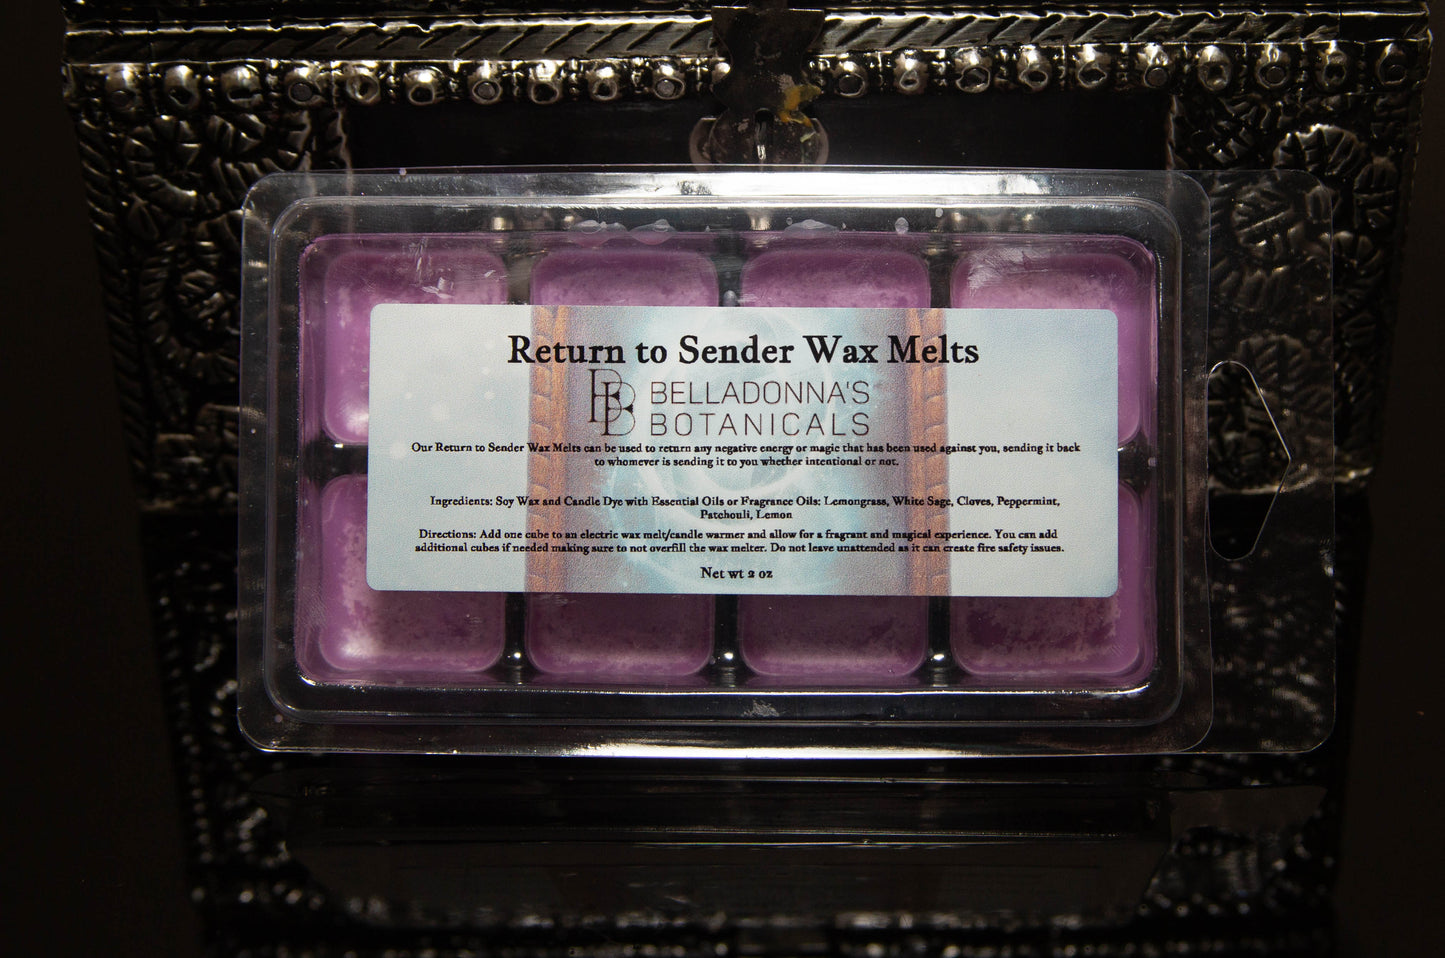 Return to Sender Wax Melts
BB
BELLADONNA'S
BOTANICALS
Our Return to Sender Wax Melts can be used to return any negative energy or magic that has been used against you, sending it back
to whomever is sending it to you whether intentional or not.
Ingredients: Soy Wax and Candle Dye with Essential Oils or Fragrance Oils: Lemongrass, White Sage, Cloves, Peppermint,
Patchouli, Lemon
Directions: Add one cube to an electric wax melt/candle warmer and allow for a fragrant and magical experience. You can add
additional cubes if needed making sure to not overfill the wax melter. Do not leave unattended as it can create fire safety issues.
Net wt 2 oz